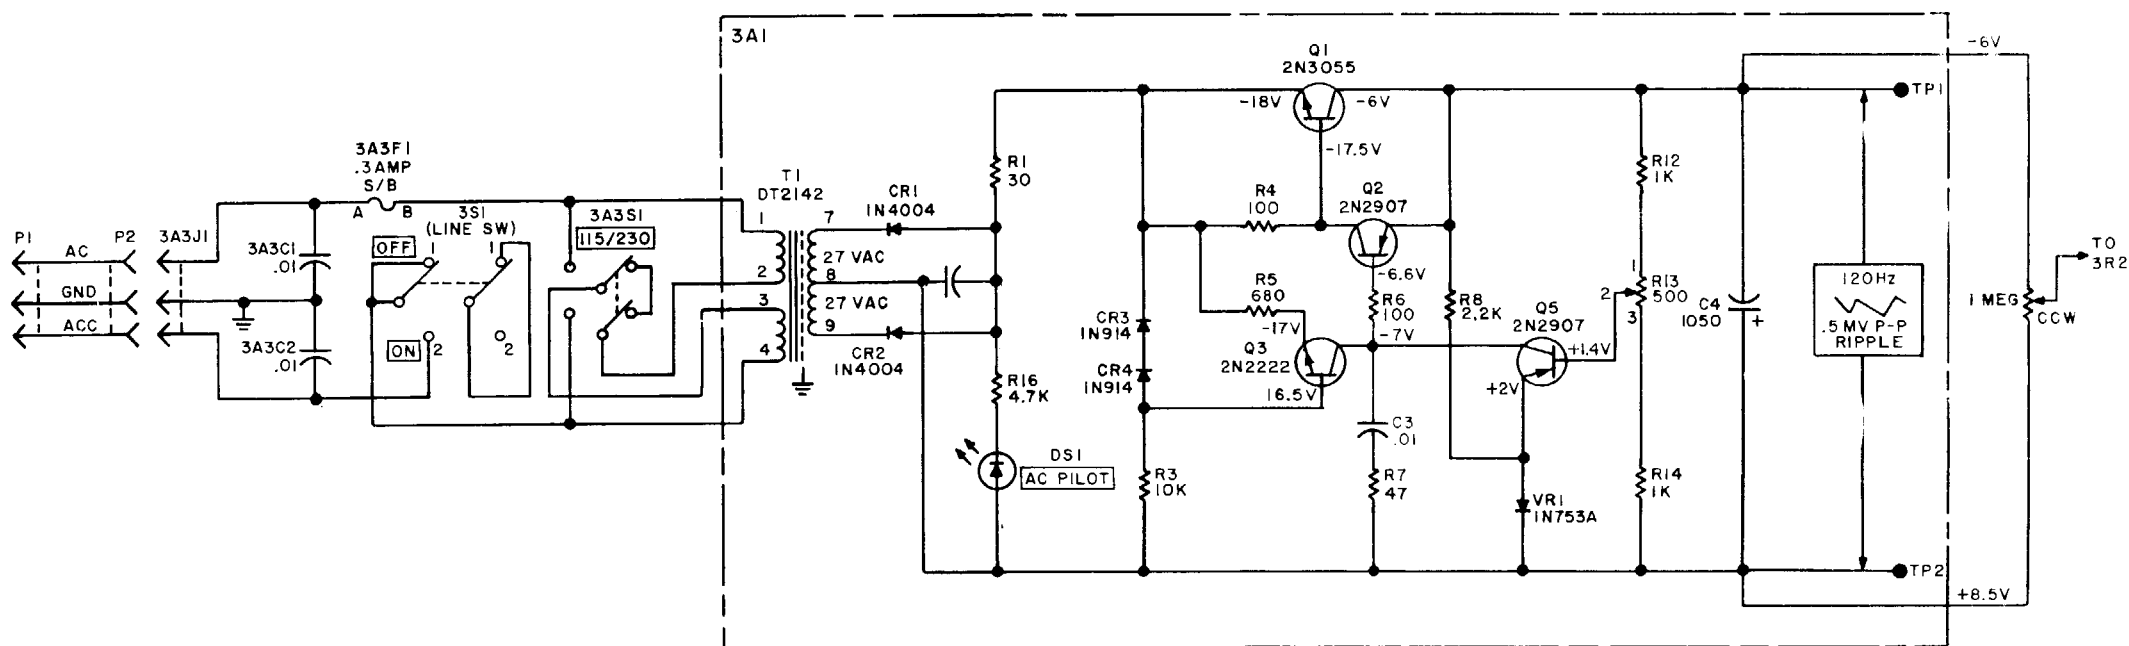 3A1
-6V
Q1
2N3055
-18V
-6V
TP1
-17.5V
3A3F1
.3AMP
S/B
A
B
3S1
(LINE SW)
OFF
1
1
ON
2
2
3A3S1
115/230
P1
AC
P2
3A3J1
GND
ACC
3A3C1
.01
3A3C2
.01
T1
DT2142
1
2
3
4
7
27 VAC
8
27 VAC
9
CR1
1N4004
CR2
1N4004
R1
30
R16
4.7K
DS1
AC PILOT
R4
100
Q2
2N2907
-6.6V
R5
680
-17V
R6
100
-7V
R8
2.2K
Q3
2N2222
16.5V
CR3
1N914
CR4
1N914
R3
10K
C3
.01
R7
47
Q5
2N2907
+1.4V
+2V
VR1
1N753A
R12
1K
1
2
R13
500
3
R14
1K
C4
1050
+
120Hz
.5MV P-P
RIPPLE
1 MEG
CCW
TO
3R2
TP2
+8.5V